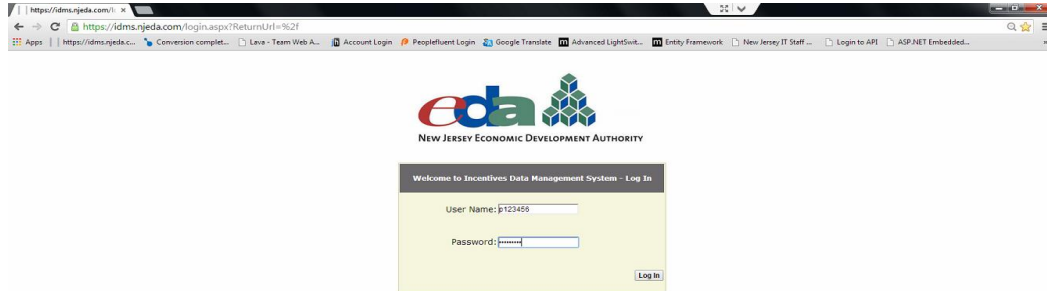 https://idms.njeda.com/l
https://idms.njeda.com/login.aspx?ReturnUrl=%2f
Apps https://idms.njeda.c... Conversion complet... Lava - Team Web A... Account Login Peoplefluent Login Google Translate Advanced LightSwit... Entity Framework New Jersey IT Staff ... Login to API ASP.NET Embedded...
eda
NEW JERSEY ECONOMIC DEVELOPMENT AUTHORITY
Welcome to Incentives Data Management System - Log In
User Name: p123456
Password: •••••••••
Log In